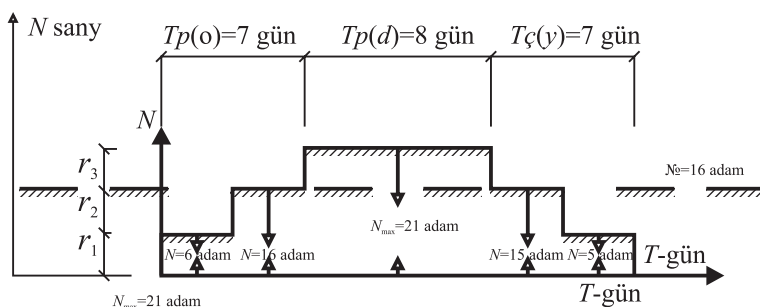 N sany
Tp(o)=7 gün
Tp(d)=8 gün
Tç(y)=7 gün
N
r3
№=16 adam
r2
Nmax=21 adam
r1
N=6 adam
N=16 adam
N=15 adam
N=5 adam
T-gün
T-gün
Nmax=21 adam